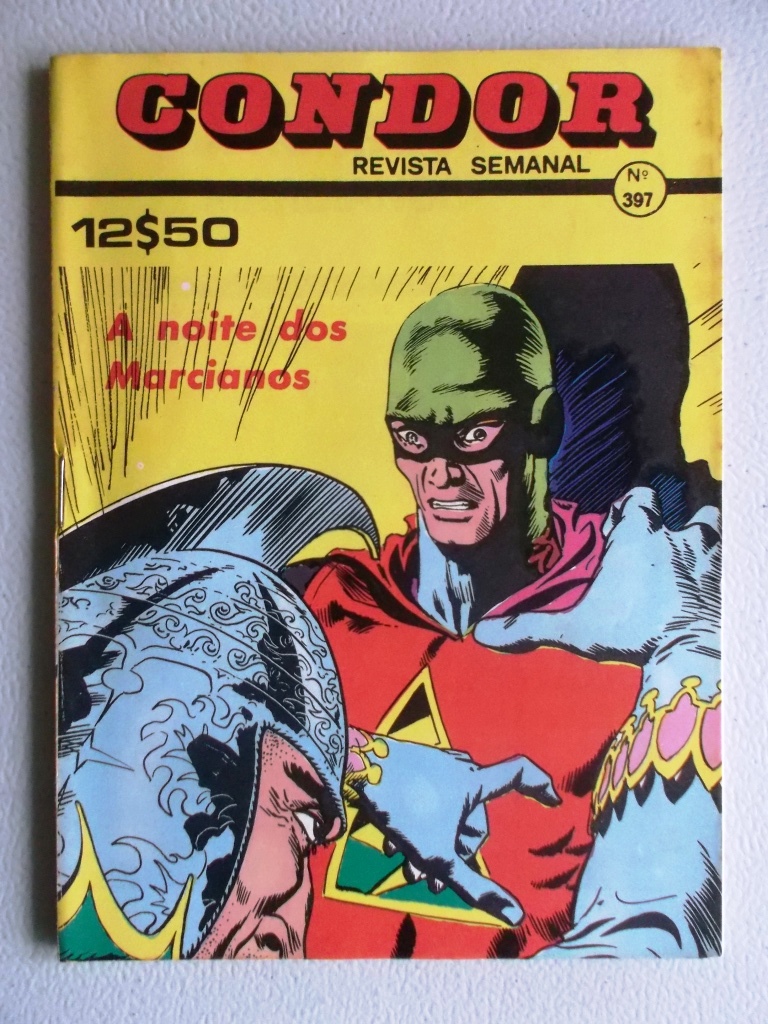 CONDOR
REVISTA SEMANAL
Nº
397
12$50
A noite dos
Marcianos